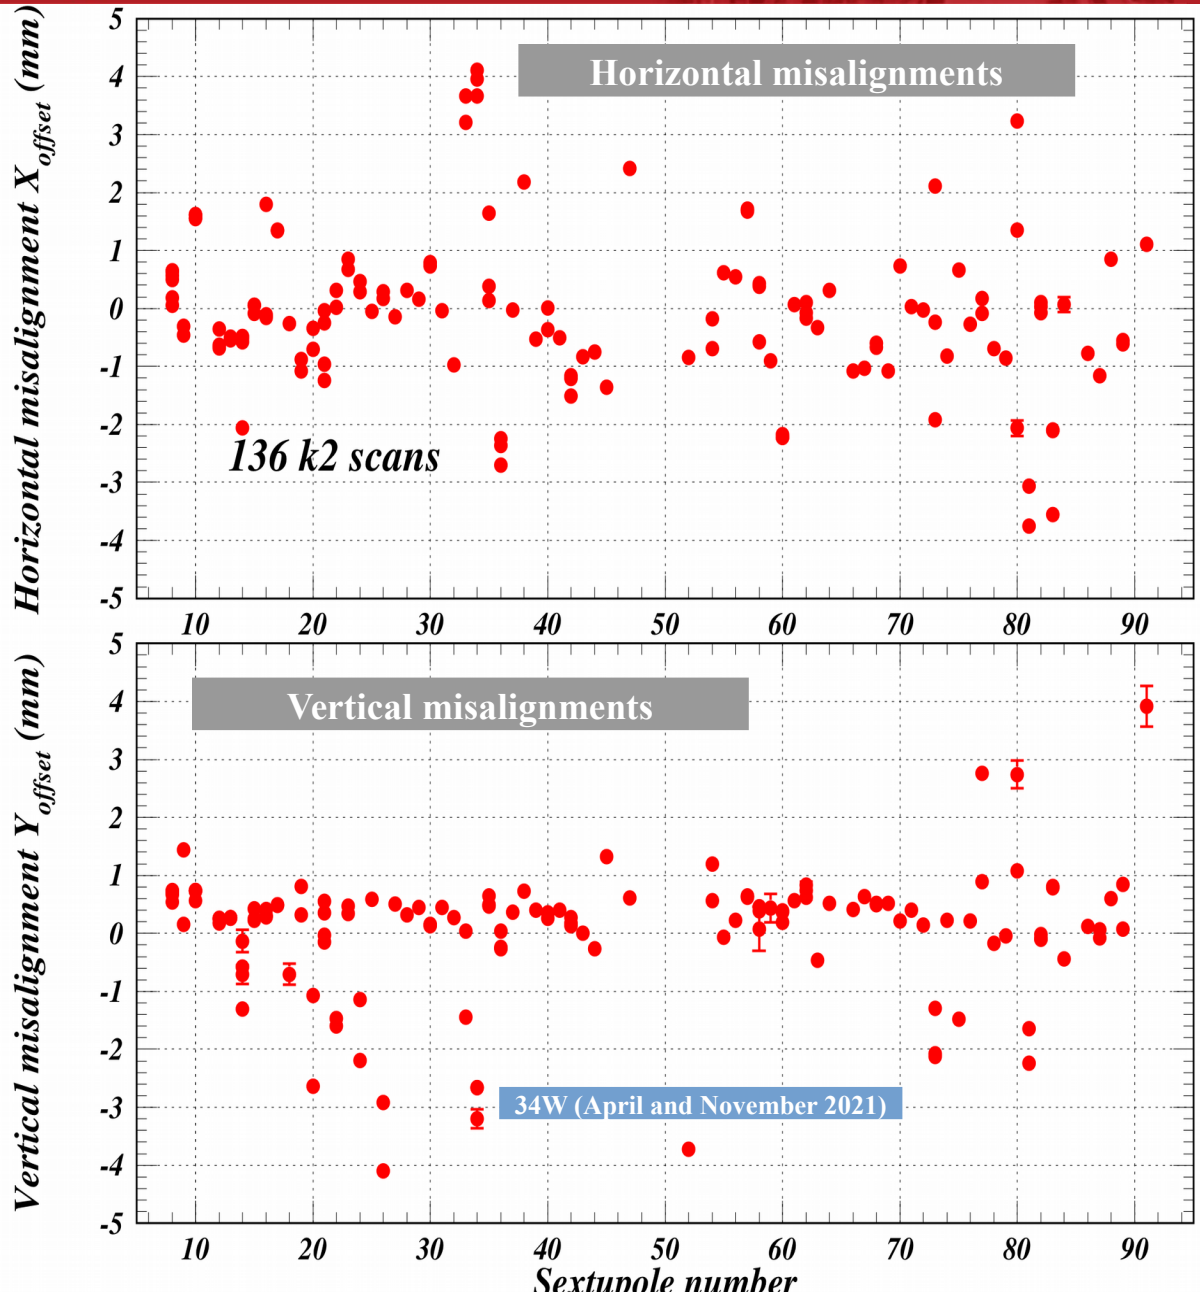 Horizontal misalignment X offset (mm)
5
4
3
2
1
0
-1
-2
-3
-4
-5
Horizontal misalignments
136 k2 scans
10 20 30 40 50 60 70 80 90
Vertical misalignment Y offset (mm)
5
4
3
2
1
0
-1
-2
-3
-4
-5
Vertical misalignments
34W (April and November 2021)
10 20 30 40 50 60 70 80 90
Sextupole number